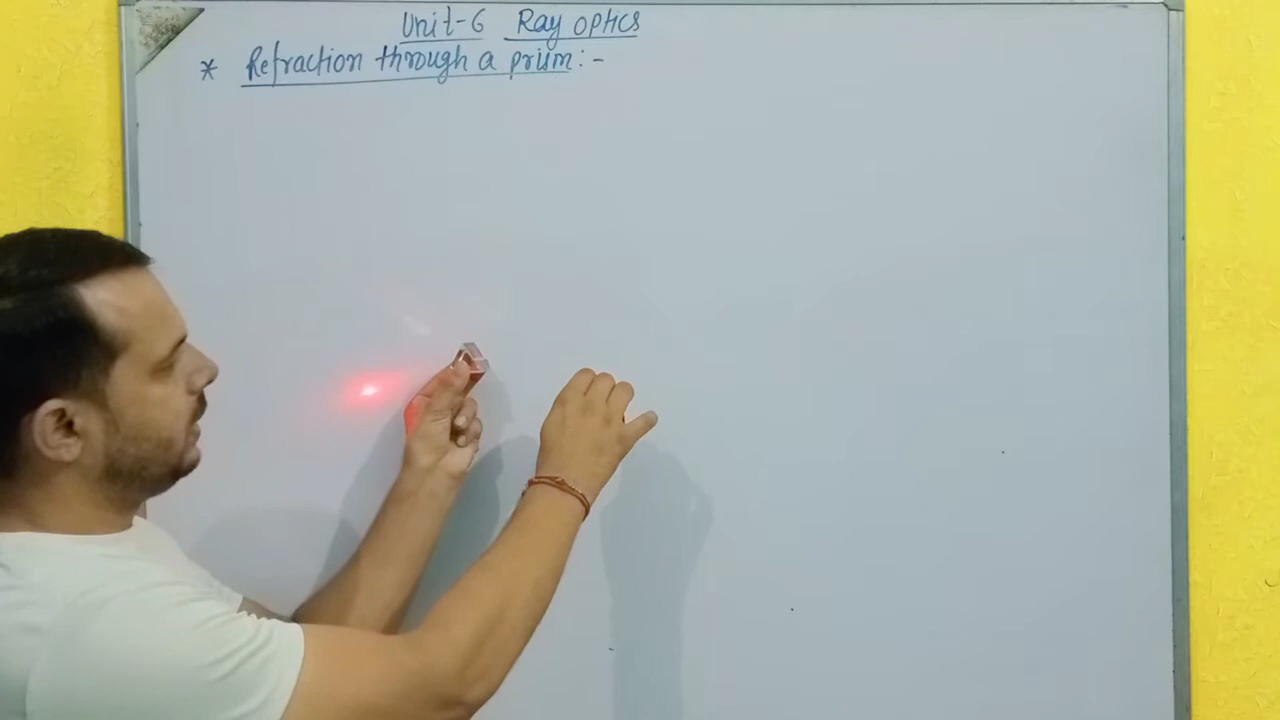 Unit-6 Ray optics
* Refraction through a prism:-